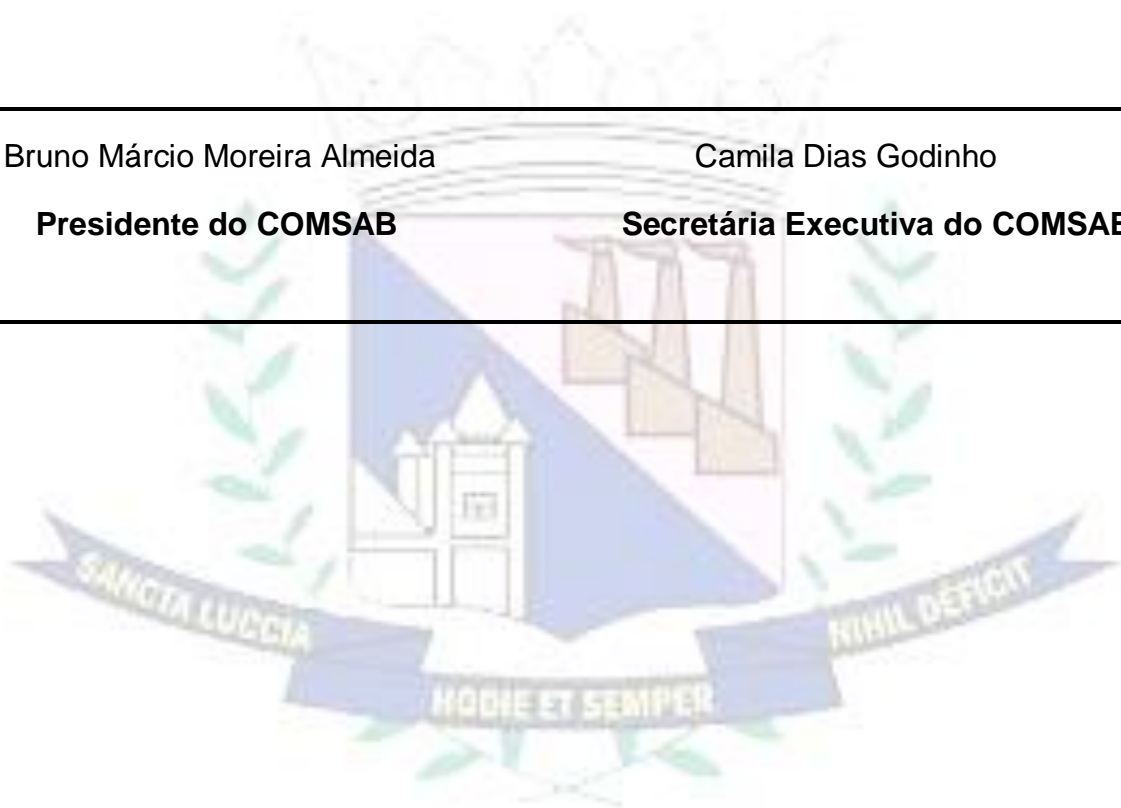 Bruno Márcio Moreira Almeida Camila Dias Godinho
Presidente do COMSAB Secretária Executiva do COMSAB
SANCTA LUCCIA
NIHIL DEFICIT
HODIE ET SEMPER